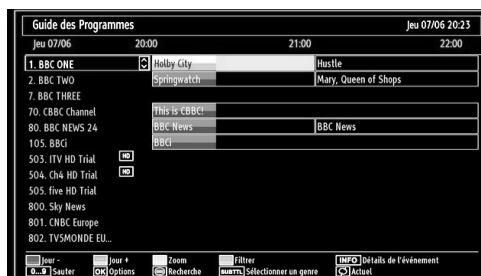 Guide des Programmes Jeu 07/06 20:23
Jeu 07/06 20:00 21:00 22:00
1. BBC ONE Holby City Hustle
2. BBC TWO Springwatch Mary, Queen of Shops
7. BBC THREE
70. CBBC Channel This is CBBC!
80. BBC NEWS 24 BBC News BBC News
105. BBCi BBCi
503. ITV HD Trial HD
504. Ch4 HD Trial HD
505. five HD Trial
800. Sky News
801. CNBC Europe
802. TV5MONDE EU...
Jour - Jour + Zoom Filtrer INFO Détails de l'événement
0...9 Sauter OK Options Recherche SUBTTL Sélectionner un genre Actuel